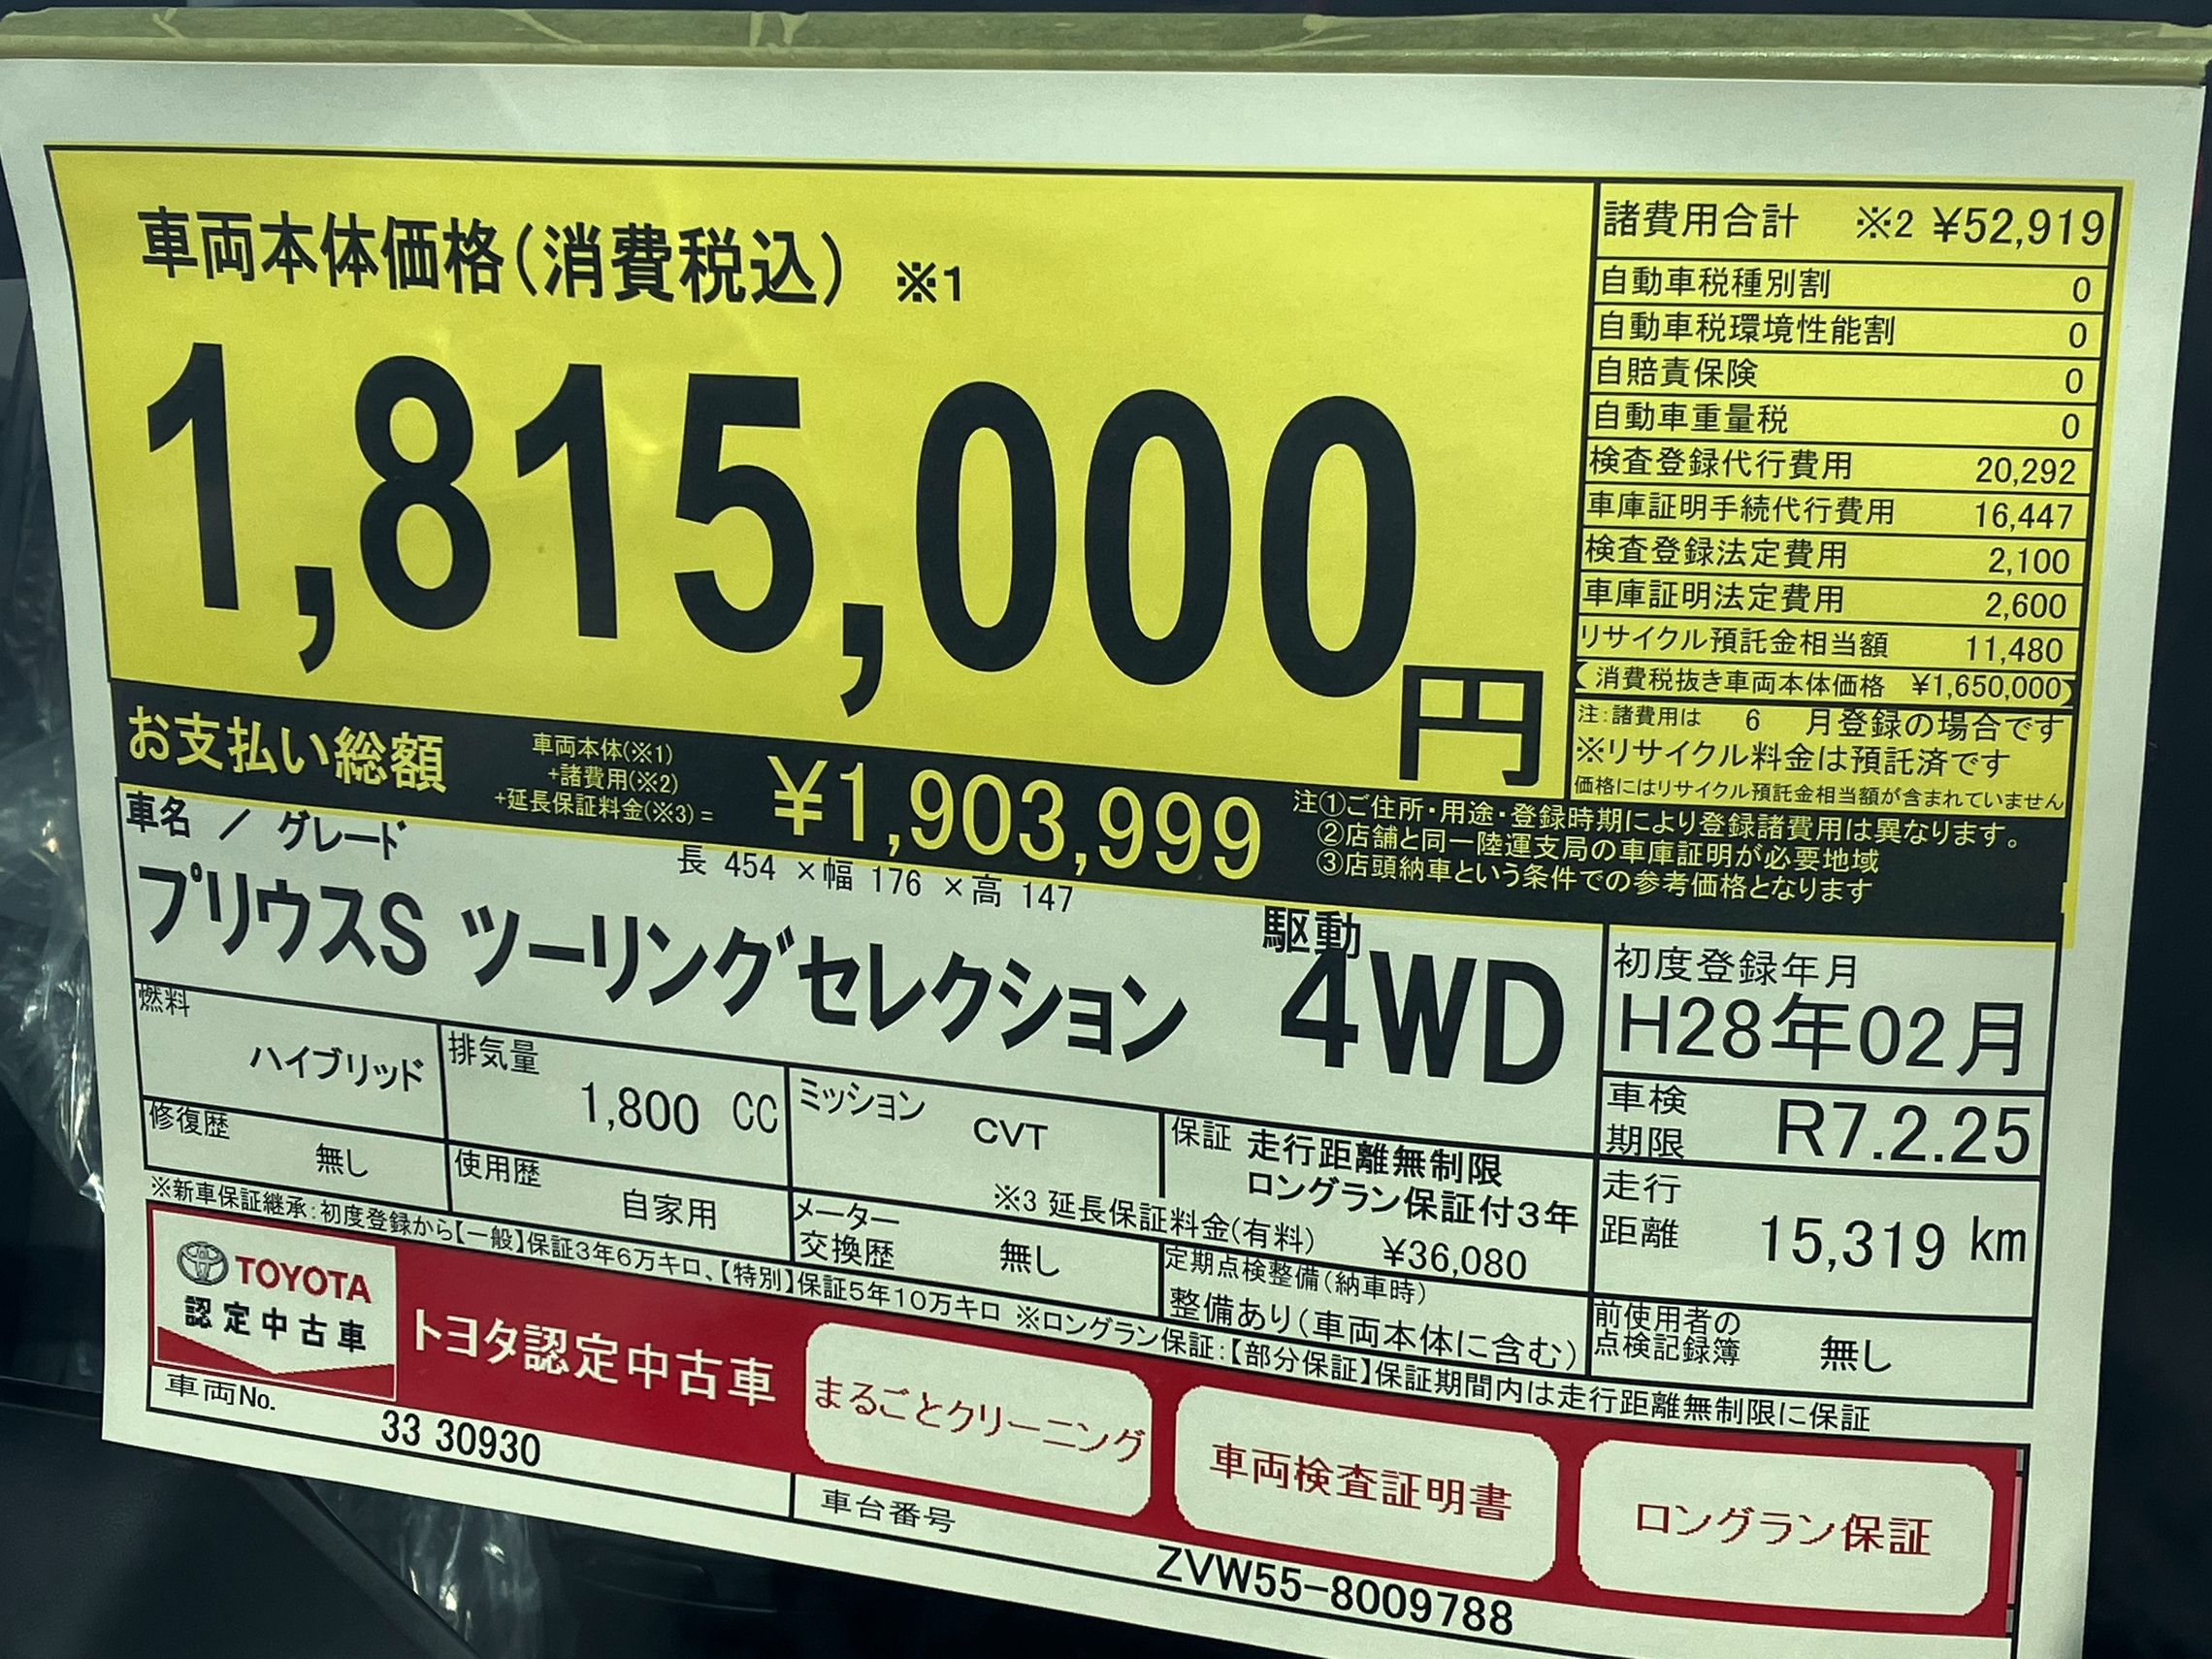 車両本体価格(消費税込) ※1
1,815,000円
諸費用合計 ※2 ¥52,919
自動車税種別割 0
自動車税環境性能割 0
自賠責保険 0
自動車重量税 0
検査登録代行費用 20,292
車庫証明手続代行費用 16,447
検査登録法定費用 2,100
車庫証明法定費用 2,600
リサイクル預託金相当額 11,480
(消費税抜き車両本体価格 ¥1,650,000)
注:諸費用は 6 月登録の場合です
※リサイクル料金は預託済です
価格にはリサイクル預託金相当額が含まれていません
お支払い総額
車両本体(※1)
+諸費用(※2)
+延長保証料金(※3)=
¥1,903,999
注①ご住所・用途・登録時期により登録諸費用は異なります。
②店舗と同一陸運支局の車庫証明が必要地域
③店頭納車という条件での参考価格となります
車名 / グレード
長 454 ×幅 176 ×高 147
プリウスS ツーリングセレクション
駆動
4WD
初度登録年月
H28年02月
燃料
ハイブリッド
排気量
1,800 CC
ミッション
CVT
保証 走行距離無制限
ロングラン保証付3年
※3 延長保証料金(有料) ¥36,080
車検
期限
R7.2.25
修復歴
無し
使用歴
自家用
メーター
交換歴
無し
定期点検整備(納車時)
整備あり(車両本体に含む)
走行
距離
15,319 km
前使用者の
点検記録簿
無し
※新車保証継承:初度登録から【一般】保証3年6万キロ、【特別】保証5年10万キロ ※ロングラン保証:【部分保証】保証期間内は走行距離無制限に保証
TOYOTA
認定中古車
トヨタ認定中古車
まるごとクリーニング
車両検査証明書
ロングラン保証
車両No.
33 30930
車台番号
ZVW55-8009788